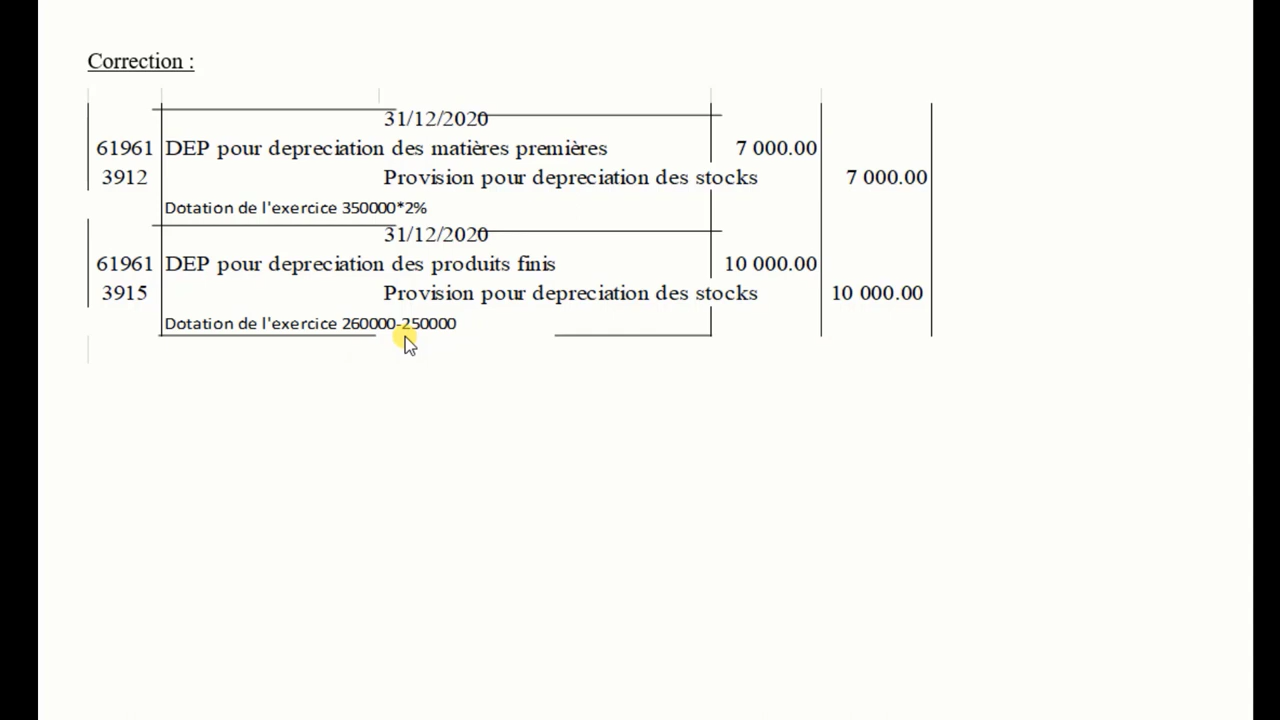 Correction :
31/12/2020
61961 DEP pour depreciation des matières premières 7 000.00
3912 Provision pour depreciation des stocks 7 000.00
Dotation de l'exercice 350000*2%
31/12/2020
61961 DEP pour depreciation des produits finis 10 000.00
3915 Provision pour depreciation des stocks 10 000.00
Dotation de l'exercice 260000-250000